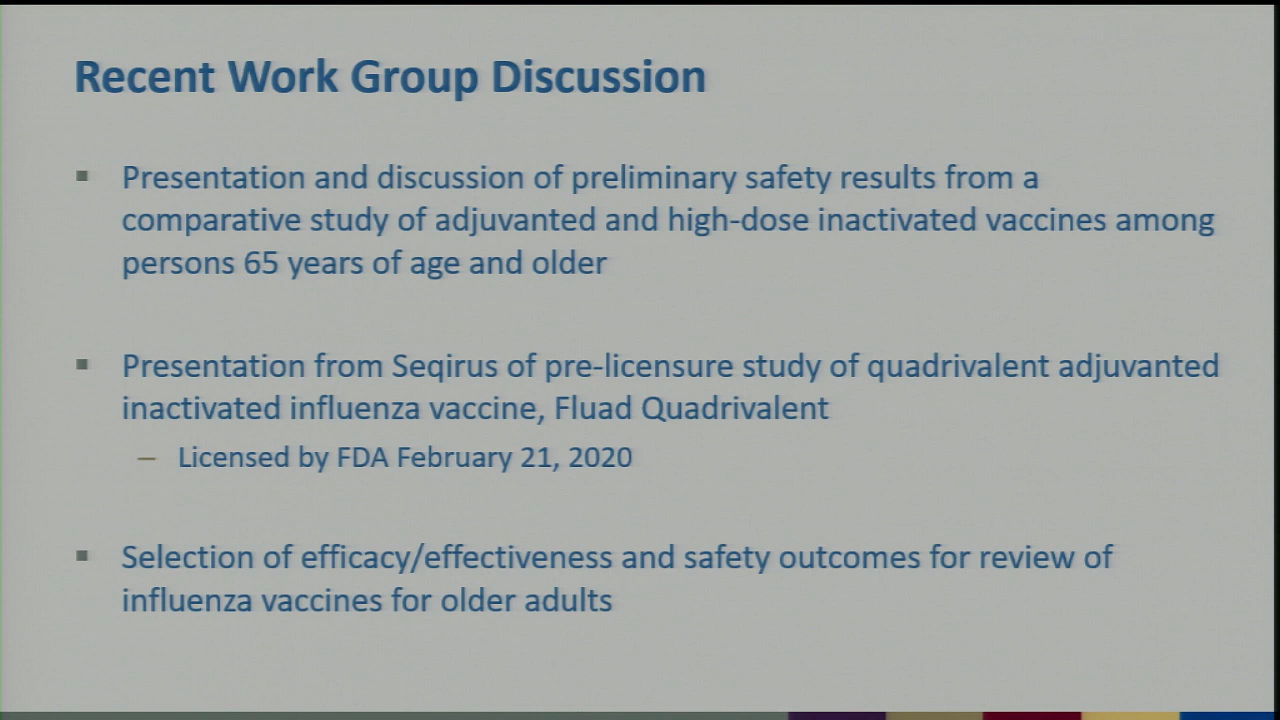 Recent Work Group Discussion
▪ Presentation and discussion of preliminary safety results from a
comparative study of adjuvanted and high-dose inactivated vaccines among
persons 65 years of age and older
▪ Presentation from Seqirus of pre-licensure study of quadrivalent adjuvanted
inactivated influenza vaccine, Fluad Quadrivalent
– Licensed by FDA February 21, 2020
▪ Selection of efficacy/effectiveness and safety outcomes for review of
influenza vaccines for older adults